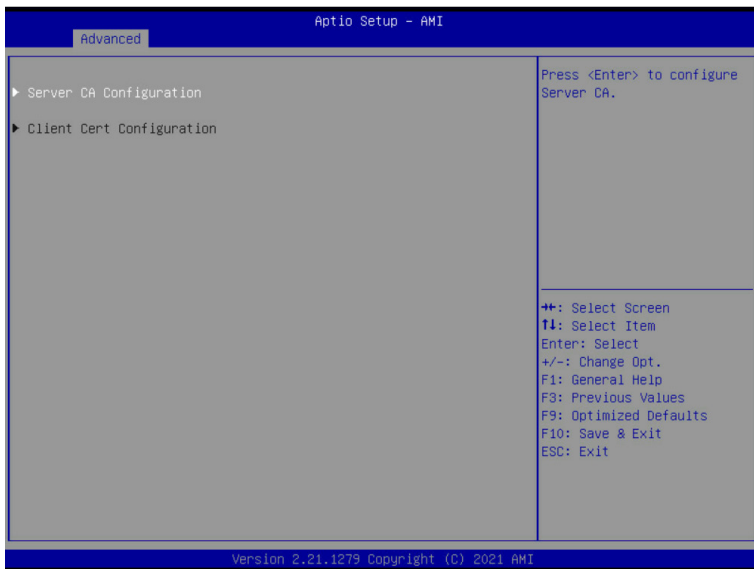 Aptio Setup – AMI
Advanced
Server CA Configuration
Client Cert Configuration
Press <Enter> to configure
Server CA.
→←: Select Screen
↑↓: Select Item
Enter: Select
+/-: Change Opt.
F1: General Help
F3: Previous Values
F9: Optimized Defaults
F10: Save & Exit
ESC: Exit
Version 2.21.1279 Copyright (C) 2021 AMI